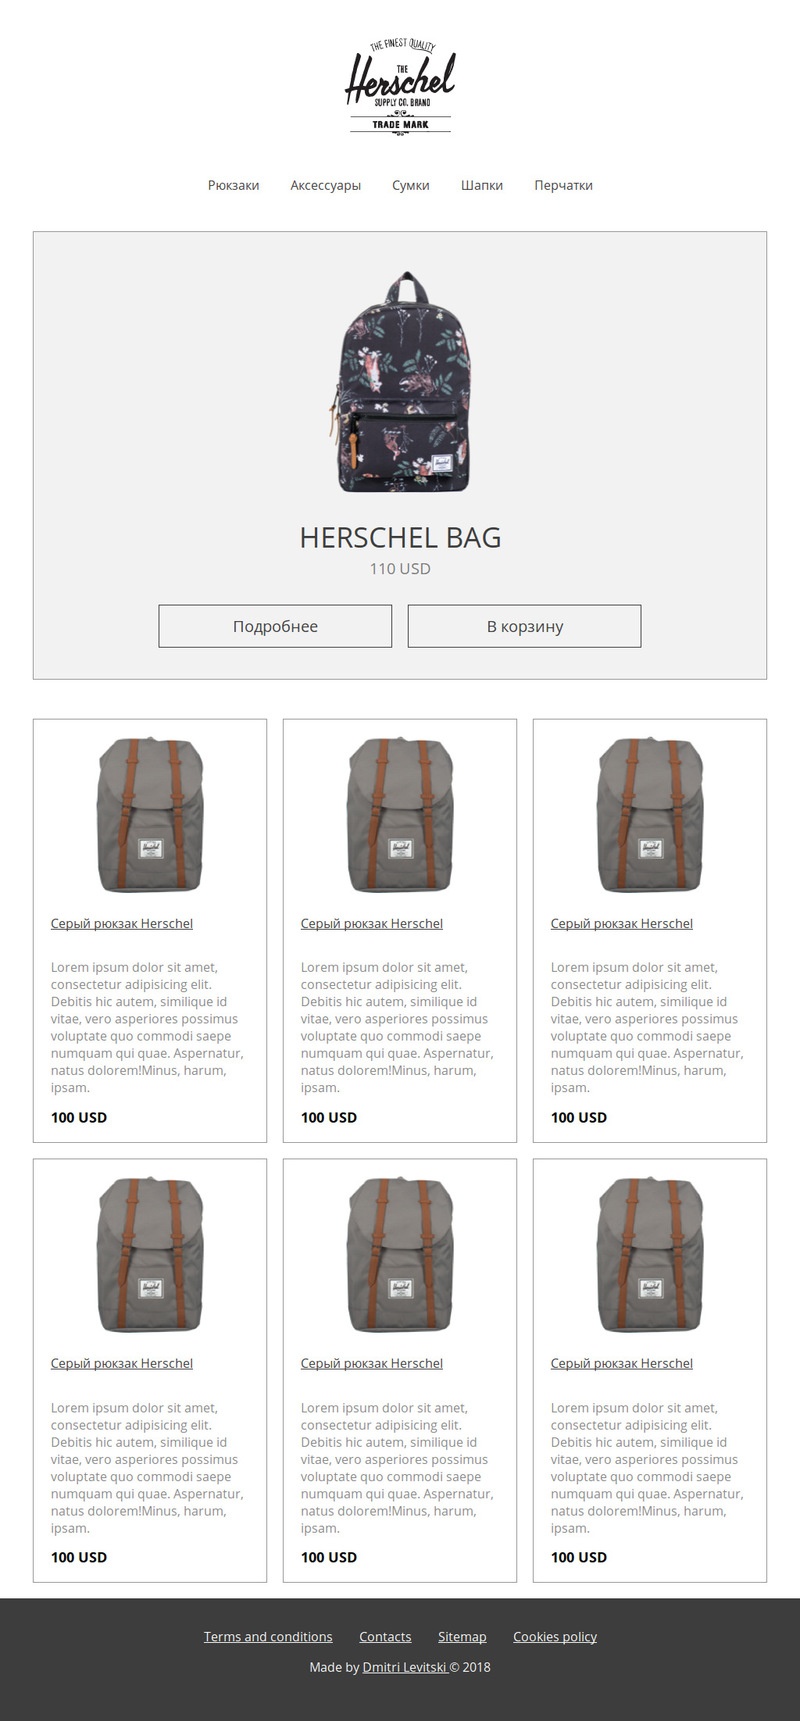 THE FINEST QUALITY
THE
Herschel
SUPPLY CO. BRAND
TRADE MARK
Рюкзаки Аксессуары Сумки Шапки Перчатки
Herschel
HERSCHEL BAG
110 USD
Подробнее В корзину
Herschel Herschel Herschel
Серый рюкзак Herschel Серый рюкзак Herschel Серый рюкзак Herschel
Lorem ipsum dolor sit amet,
consectetur adipisicing elit.
Debitis hic autem, similique id
vitae, vero asperiores possimus
voluptate quo commodi saepe
numquam qui quae. Aspernatur,
natus dolorem!Minus, harum,
ipsam.
100 USD
Lorem ipsum dolor sit amet,
consectetur adipisicing elit.
Debitis hic autem, similique id
vitae, vero asperiores possimus
voluptate quo commodi saepe
numquam qui quae. Aspernatur,
natus dolorem!Minus, harum,
ipsam.
100 USD
Lorem ipsum dolor sit amet,
consectetur adipisicing elit.
Debitis hic autem, similique id
vitae, vero asperiores possimus
voluptate quo commodi saepe
numquam qui quae. Aspernatur,
natus dolorem!Minus, harum,
ipsam.
100 USD
Herschel Herschel Herschel
Серый рюкзак Herschel Серый рюкзак Herschel Серый рюкзак Herschel
Lorem ipsum dolor sit amet,
consectetur adipisicing elit.
Debitis hic autem, similique id
vitae, vero asperiores possimus
voluptate quo commodi saepe
numquam qui quae. Aspernatur,
natus dolorem!Minus, harum,
ipsam.
100 USD
Lorem ipsum dolor sit amet,
consectetur adipisicing elit.
Debitis hic autem, similique id
vitae, vero asperiores possimus
voluptate quo commodi saepe
numquam qui quae. Aspernatur,
natus dolorem!Minus, harum,
ipsam.
100 USD
Lorem ipsum dolor sit amet,
consectetur adipisicing elit.
Debitis hic autem, similique id
vitae, vero asperiores possimus
voluptate quo commodi saepe
numquam qui quae. Aspernatur,
natus dolorem!Minus, harum,
ipsam.
100 USD
Terms and conditions Contacts Sitemap Cookies policy
Made by Dmitri Levitski © 2018